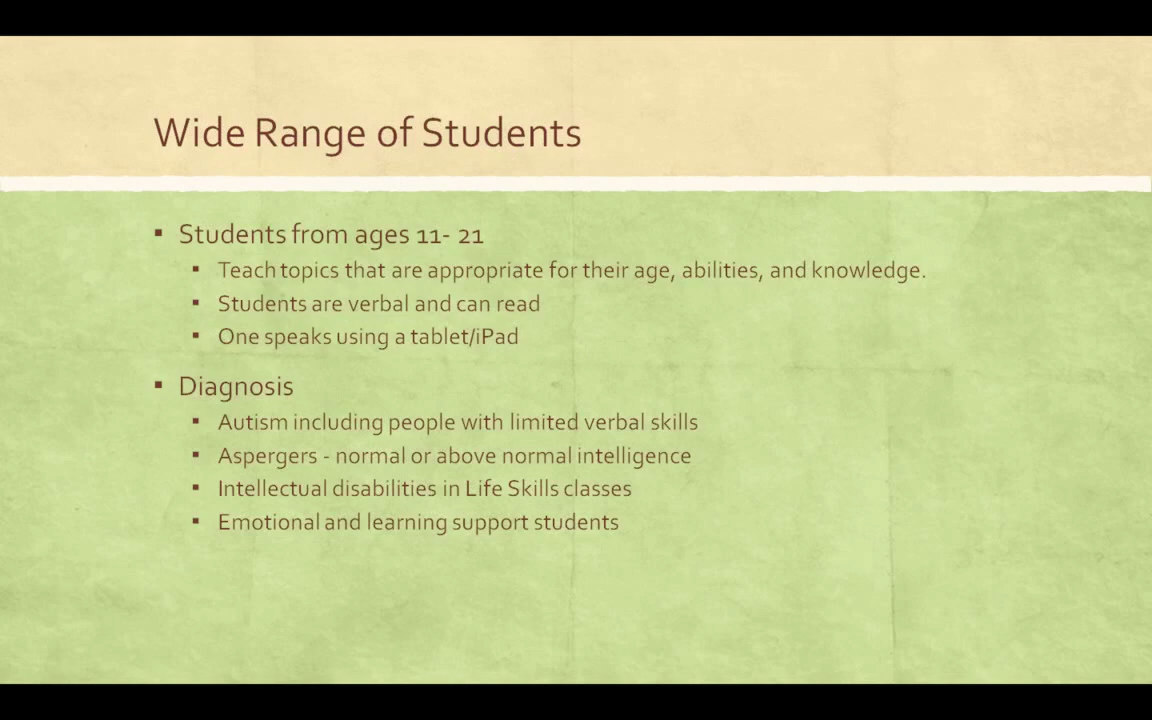 Wide Range of Students
▪ Students from ages 11- 21
▪ Teach topics that are appropriate for their age, abilities, and knowledge.
▪ Students are verbal and can read
▪ One speaks using a tablet/iPad
▪ Diagnosis
▪ Autism including people with limited verbal skills
▪ Aspergers - normal or above normal intelligence
▪ Intellectual disabilities in Life Skills classes
▪ Emotional and learning support students